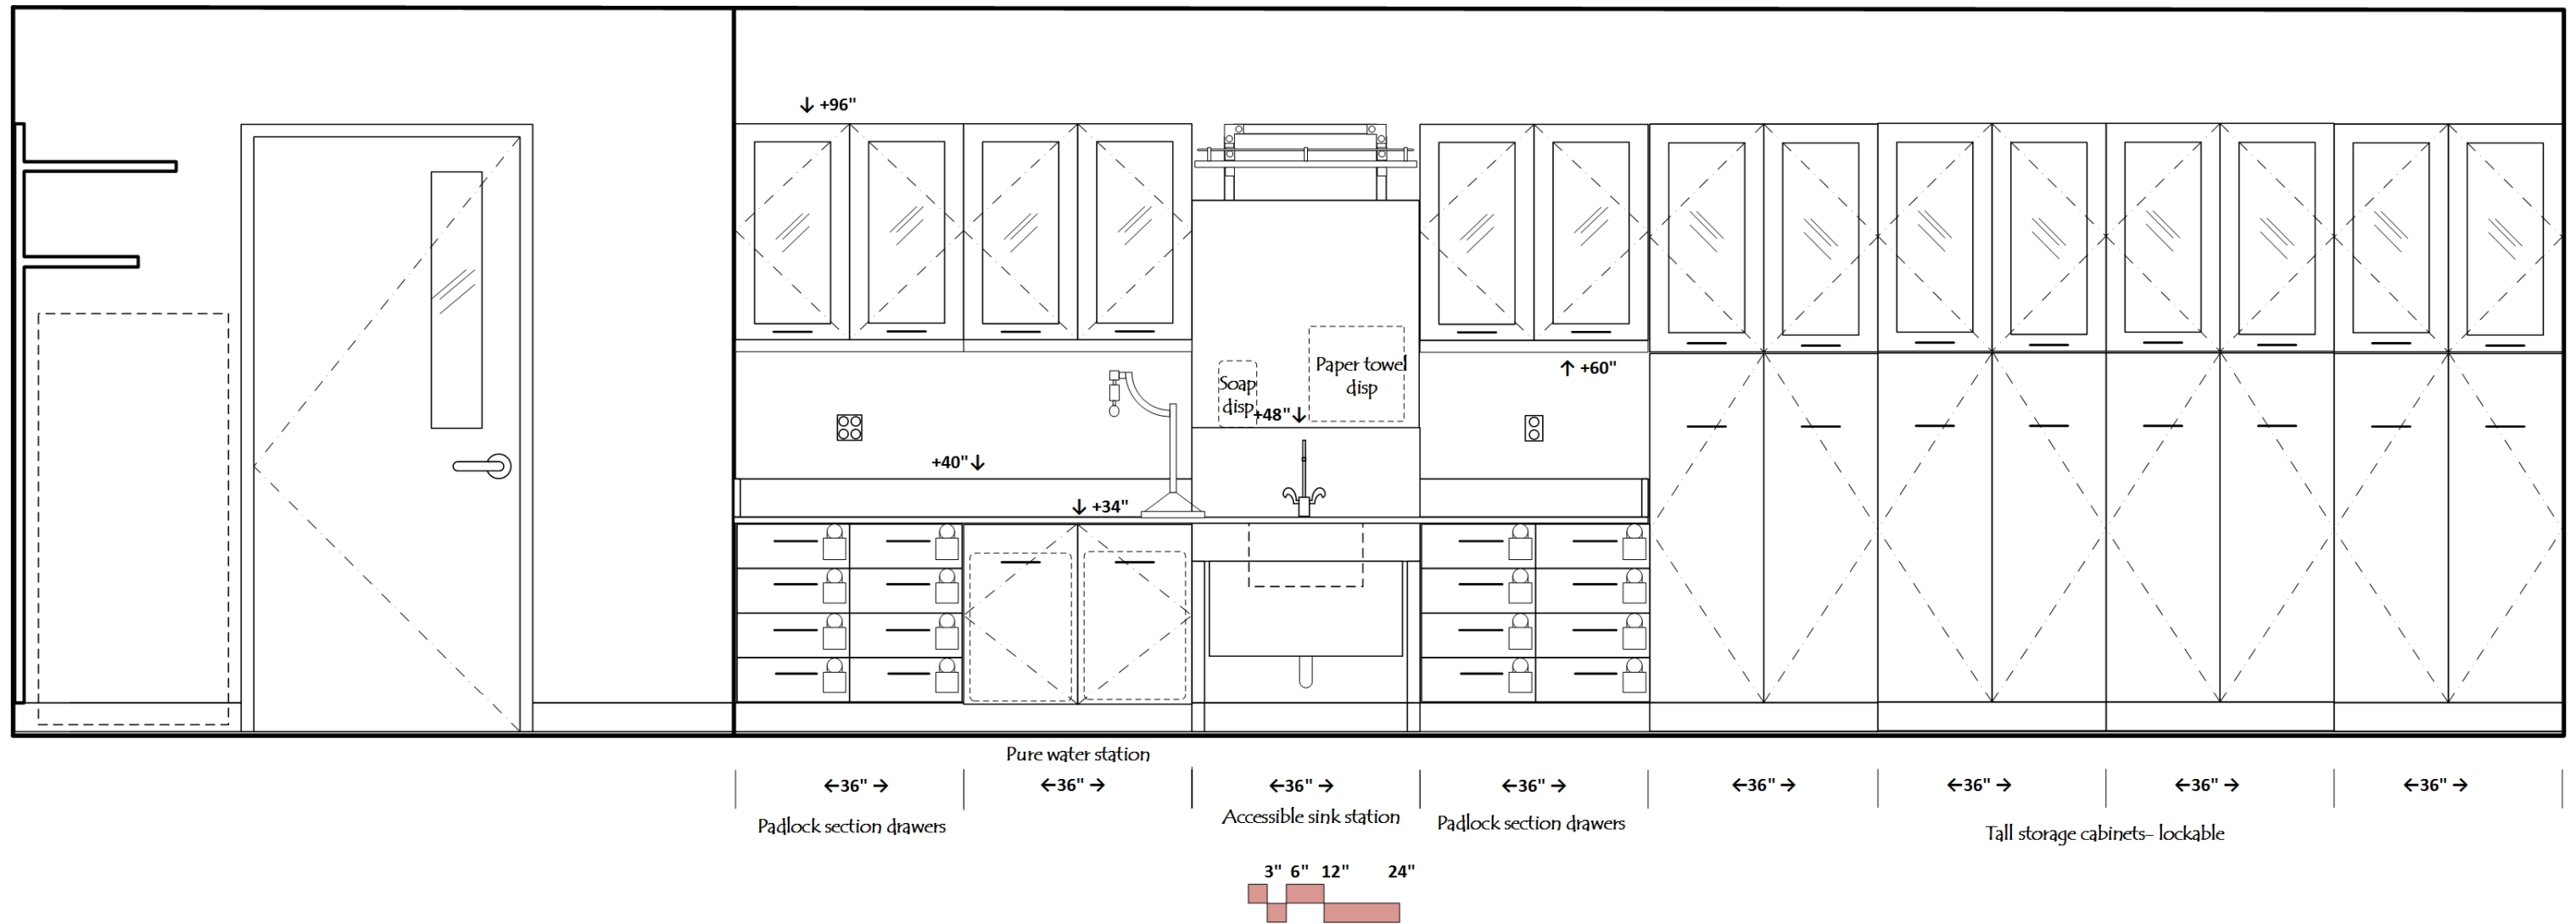 ↓ +96"
Soap
disp
Paper towel
disp
↑ +60"
+48"↓
+40"↓
↓ +34"
Pure water station
←36" →
←36" →
←36" →
←36" →
←36" →
←36" →
←36" →
←36" →
Padlock section drawers
Accessible sink station
Padlock section drawers
Tall storage cabinets- lockable
3" 6" 12" 24"